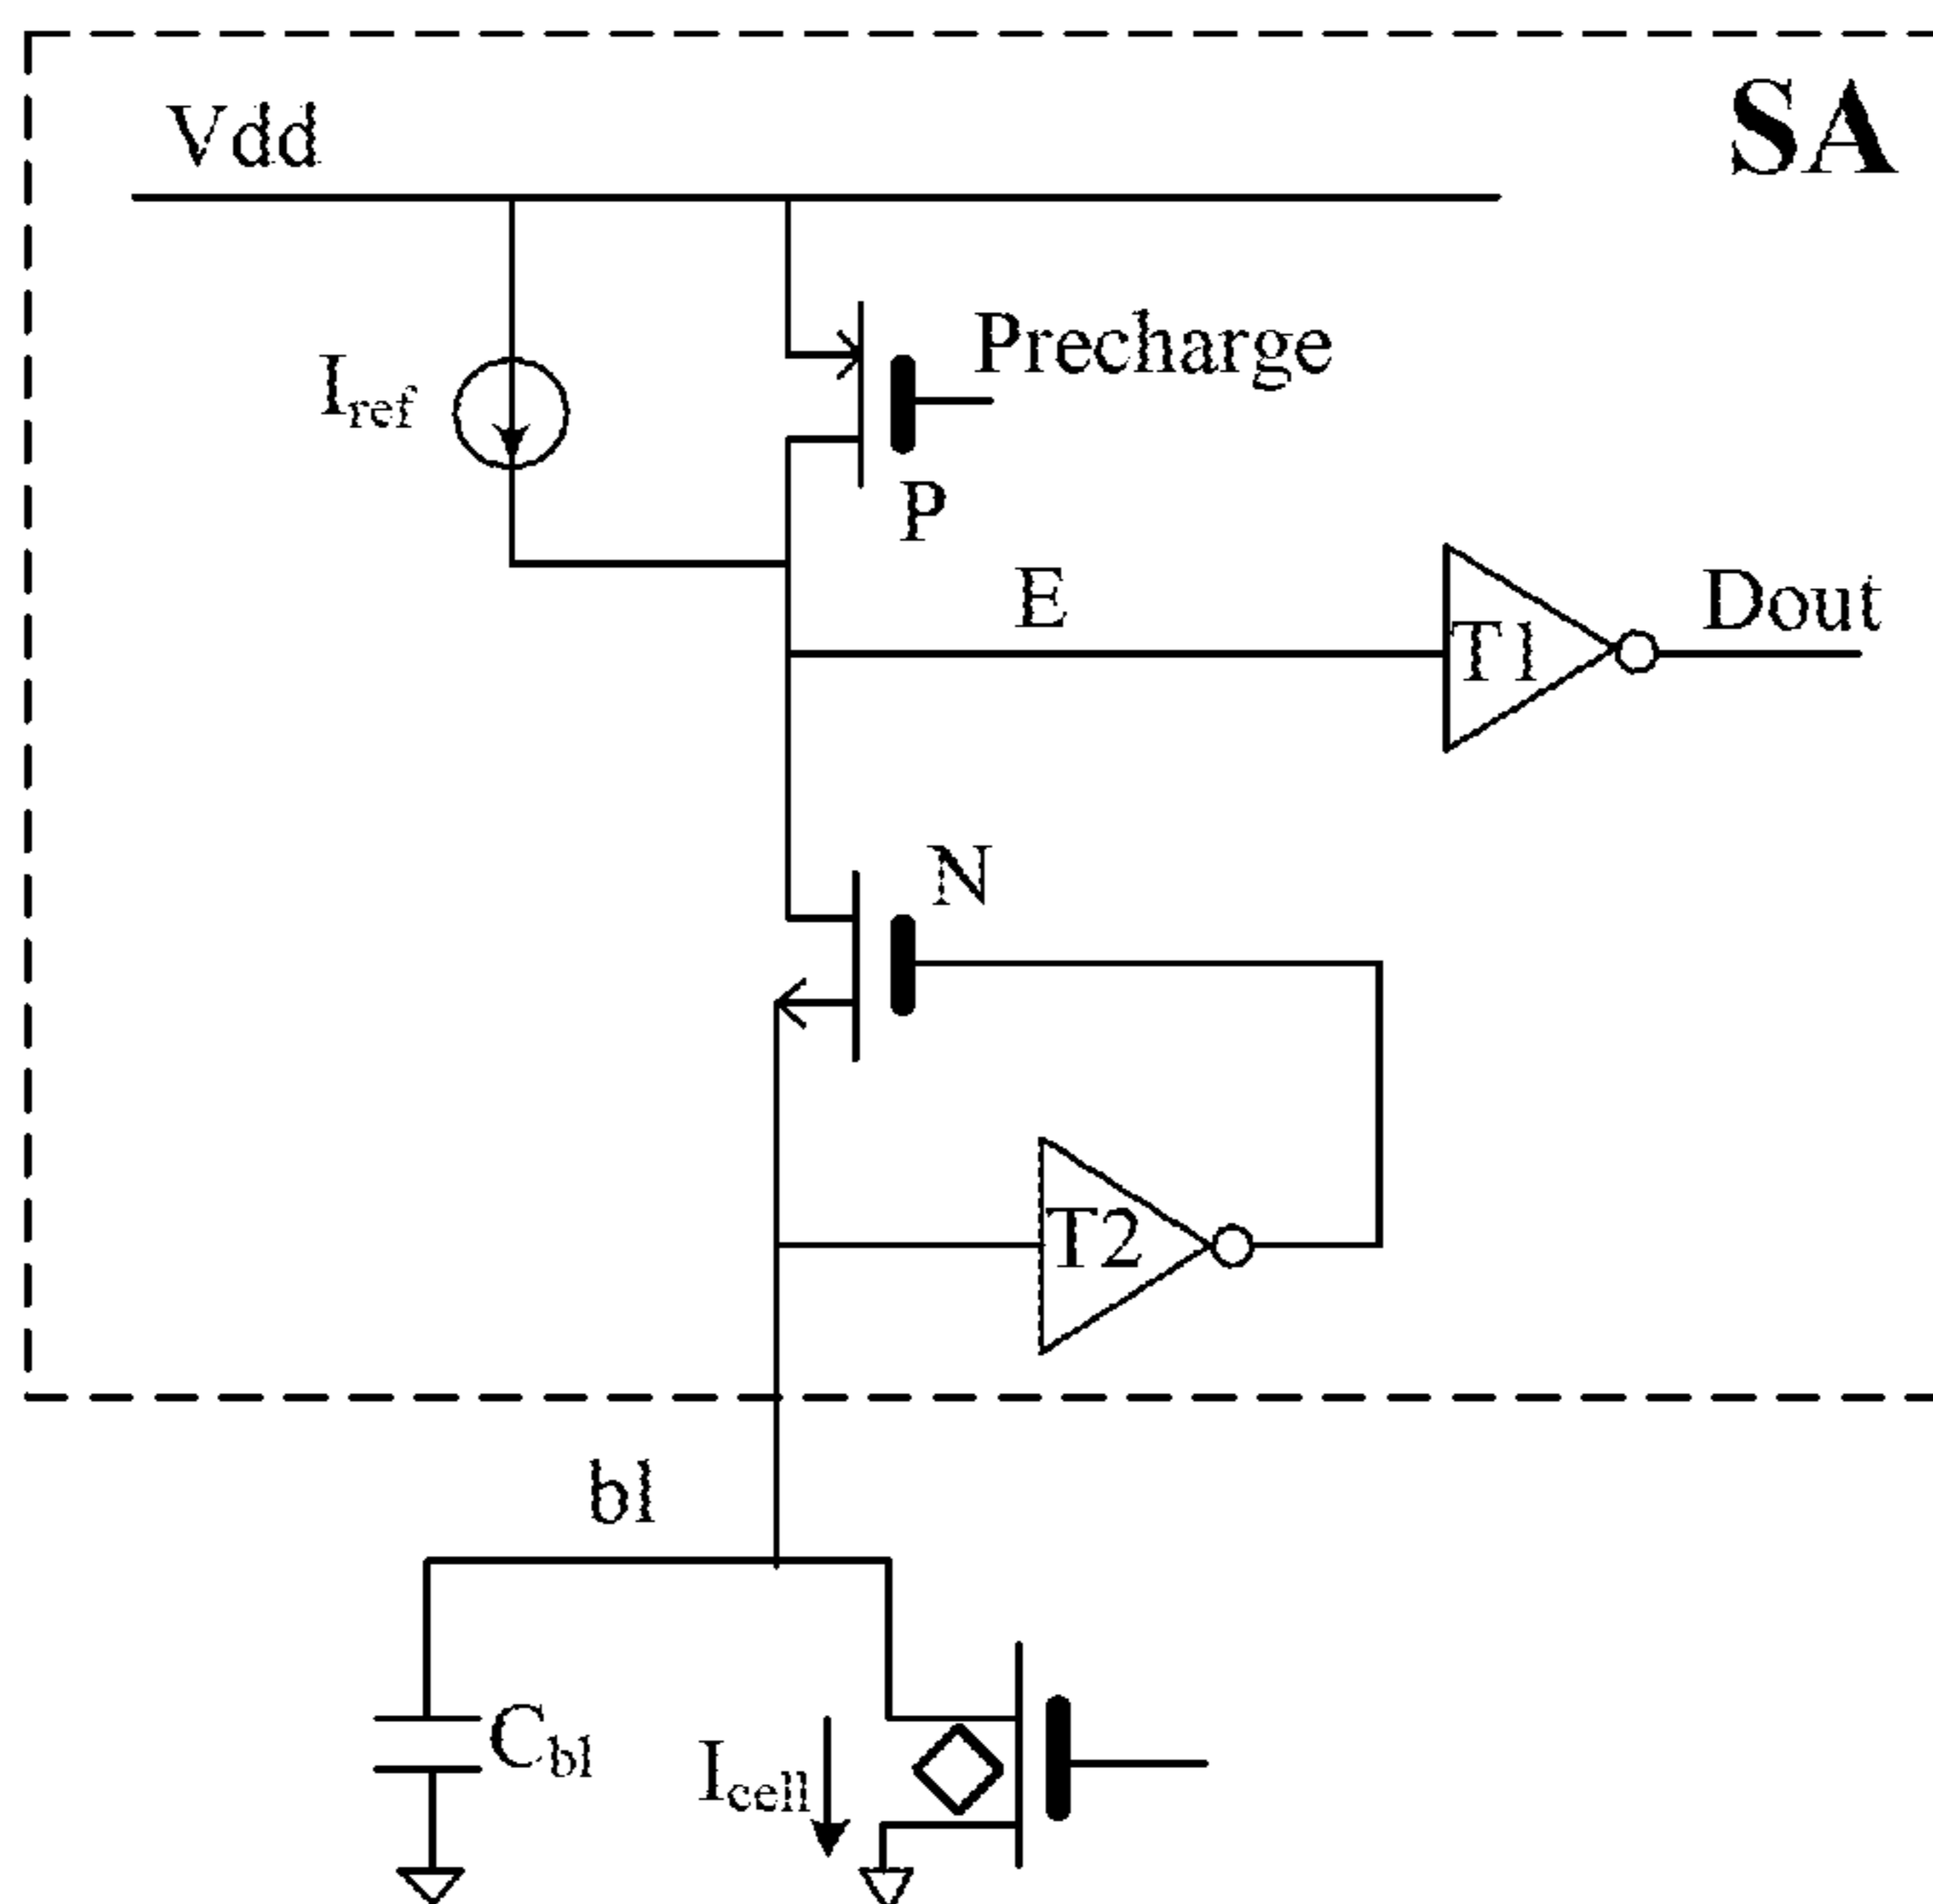 SA
Vdd
Precharge
Iref
P
E
T1
Dout
N
T2
bl
Cbl
Icell